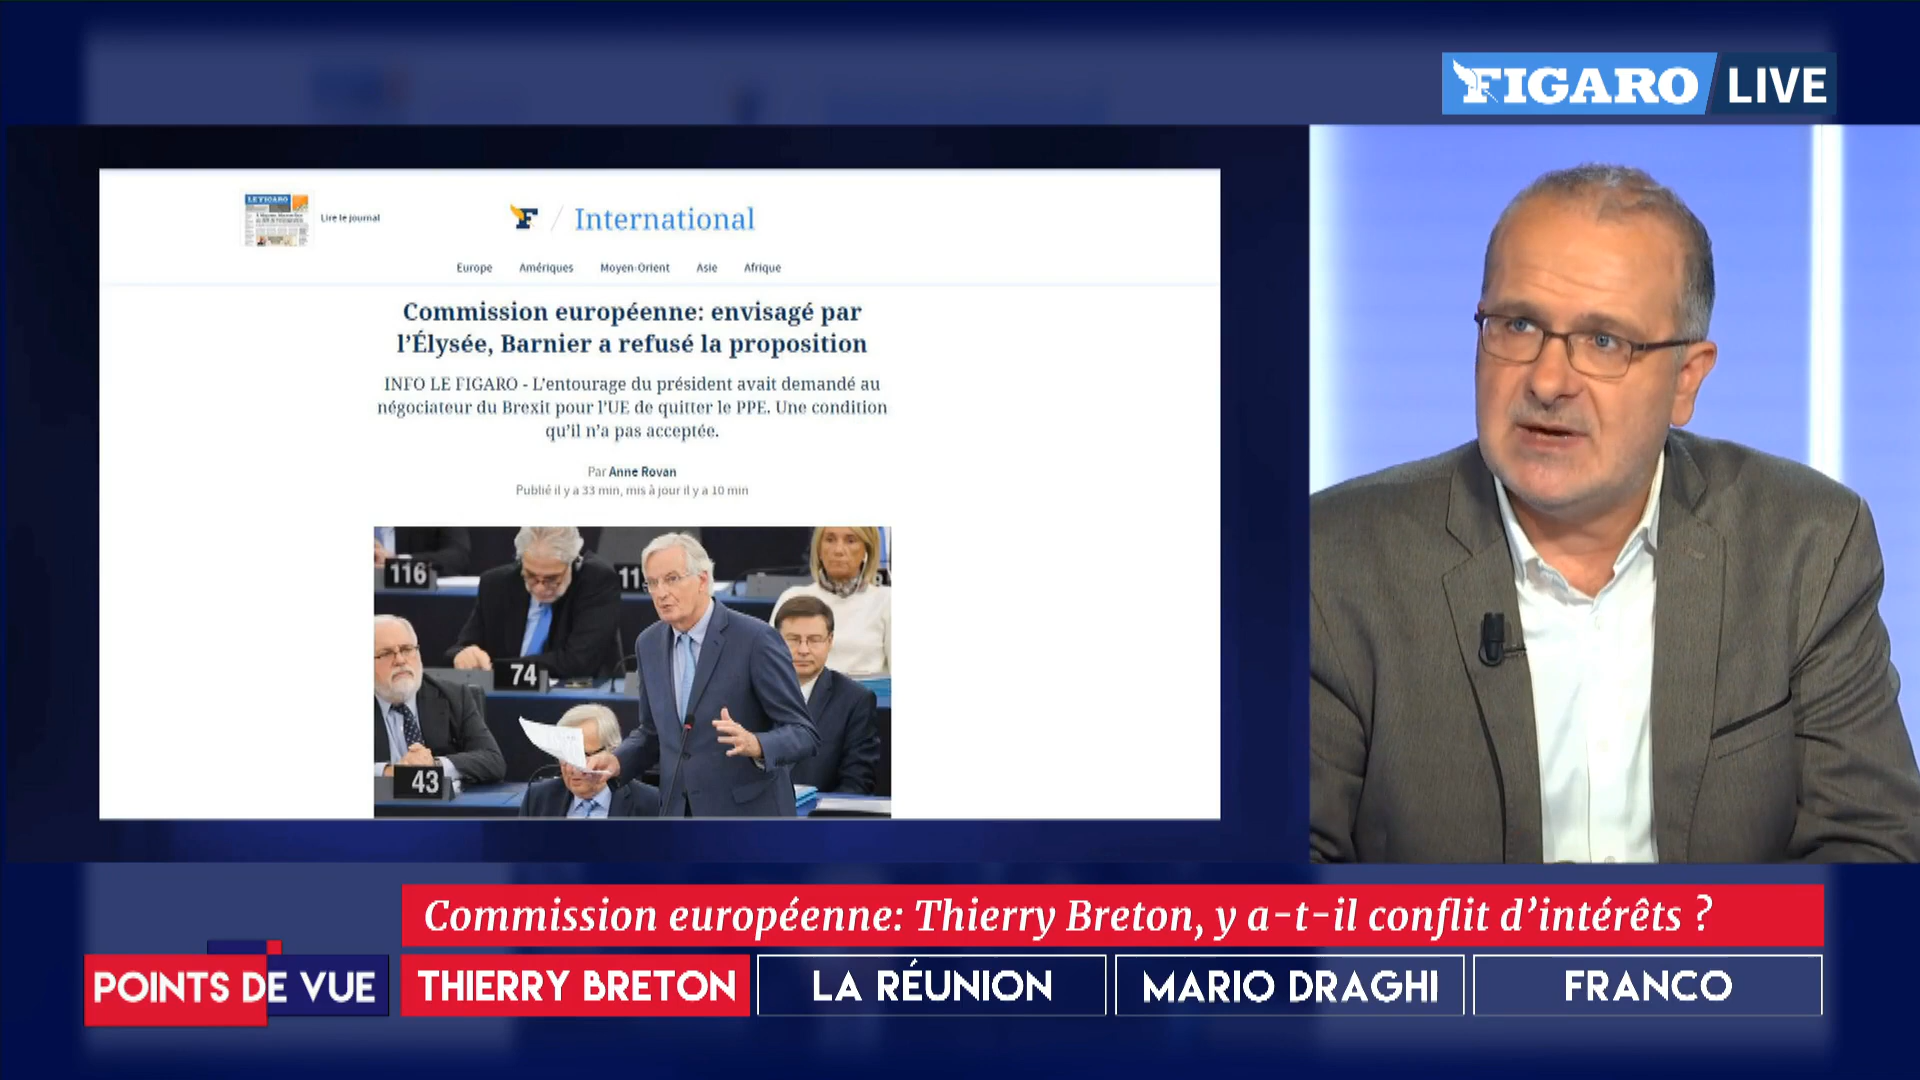 FIGARO LIVE
LE FIGARO
Lire le journal
F / International
Europe Amériques Moyen-Orient Asie Afrique
Commission européenne: envisagé par
l'Élysée, Barnier a refusé la proposition
INFO LE FIGARO - L'entourage du président avait demandé au
négociateur du Brexit pour l'UE de quitter le PPE. Une condition
qu'il n'a pas acceptée.
Par Anne Rovan
Publié il y a 33 min, mis à jour il y a 10 min
116
11
74
43
Commission européenne: Thierry Breton, y a-t-il conflit d'intérêts ?
POINTS DE VUE
THIERRY BRETON
LA RÉUNION
MARIO DRAGHI
FRANCO